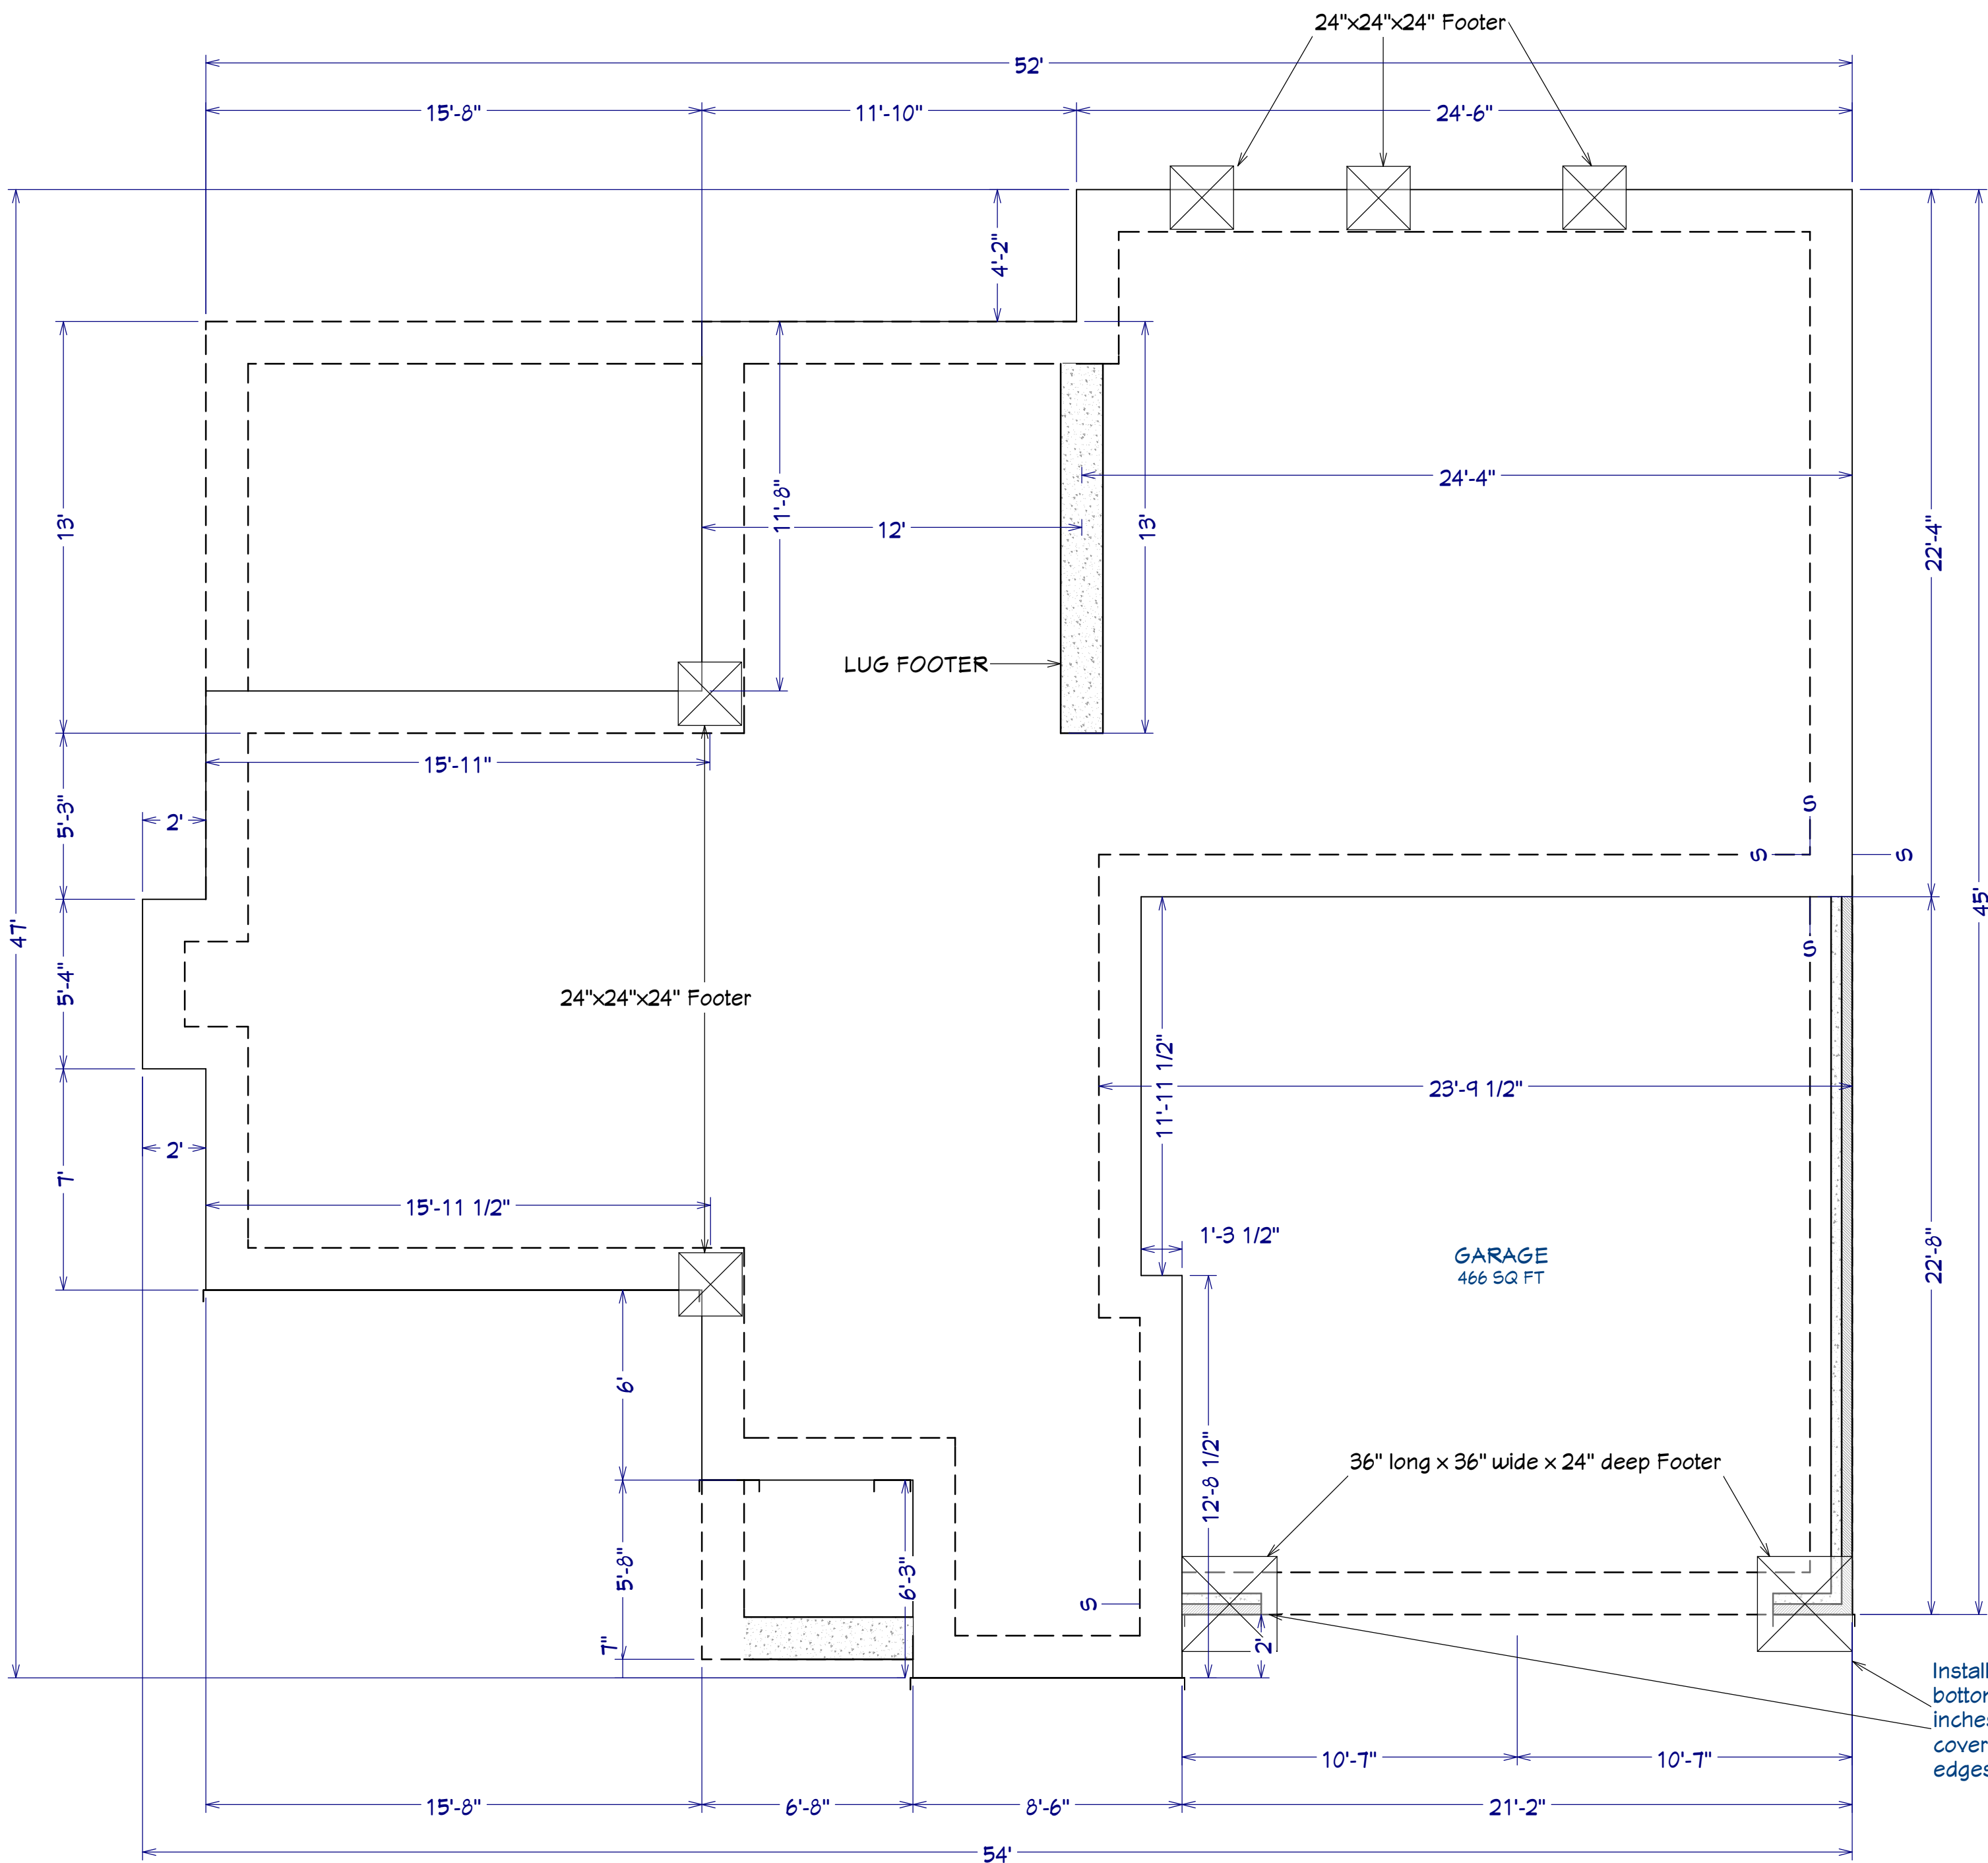 24"x24"x24" Footer
52'
15'-8"
11'-10"
24'-6"
4'-2"
13'
11'-8"
12'
24'-4"
13'
22'-4"
LUG FOOTER
15'-11"
5'-3"
2'
S
S
S
47'
45'
5'-4"
S
24"x24"x24" Footer
11'-11 1/2"
23'-9 1/2"
2'
7'
15'-11 1/2"
1'-3 1/2"
GARAGE
466 SQ FT
22'-8"
6'
36" long x 36" wide x 24" deep Footer
12'-8 1/2"
5'-8"
6'-3"
S
7"
2'
Install
bottom
inches
cover
edges
10'-7"
10'-7"
15'-8"
6'-8"
8'-6"
21'-2"
54'